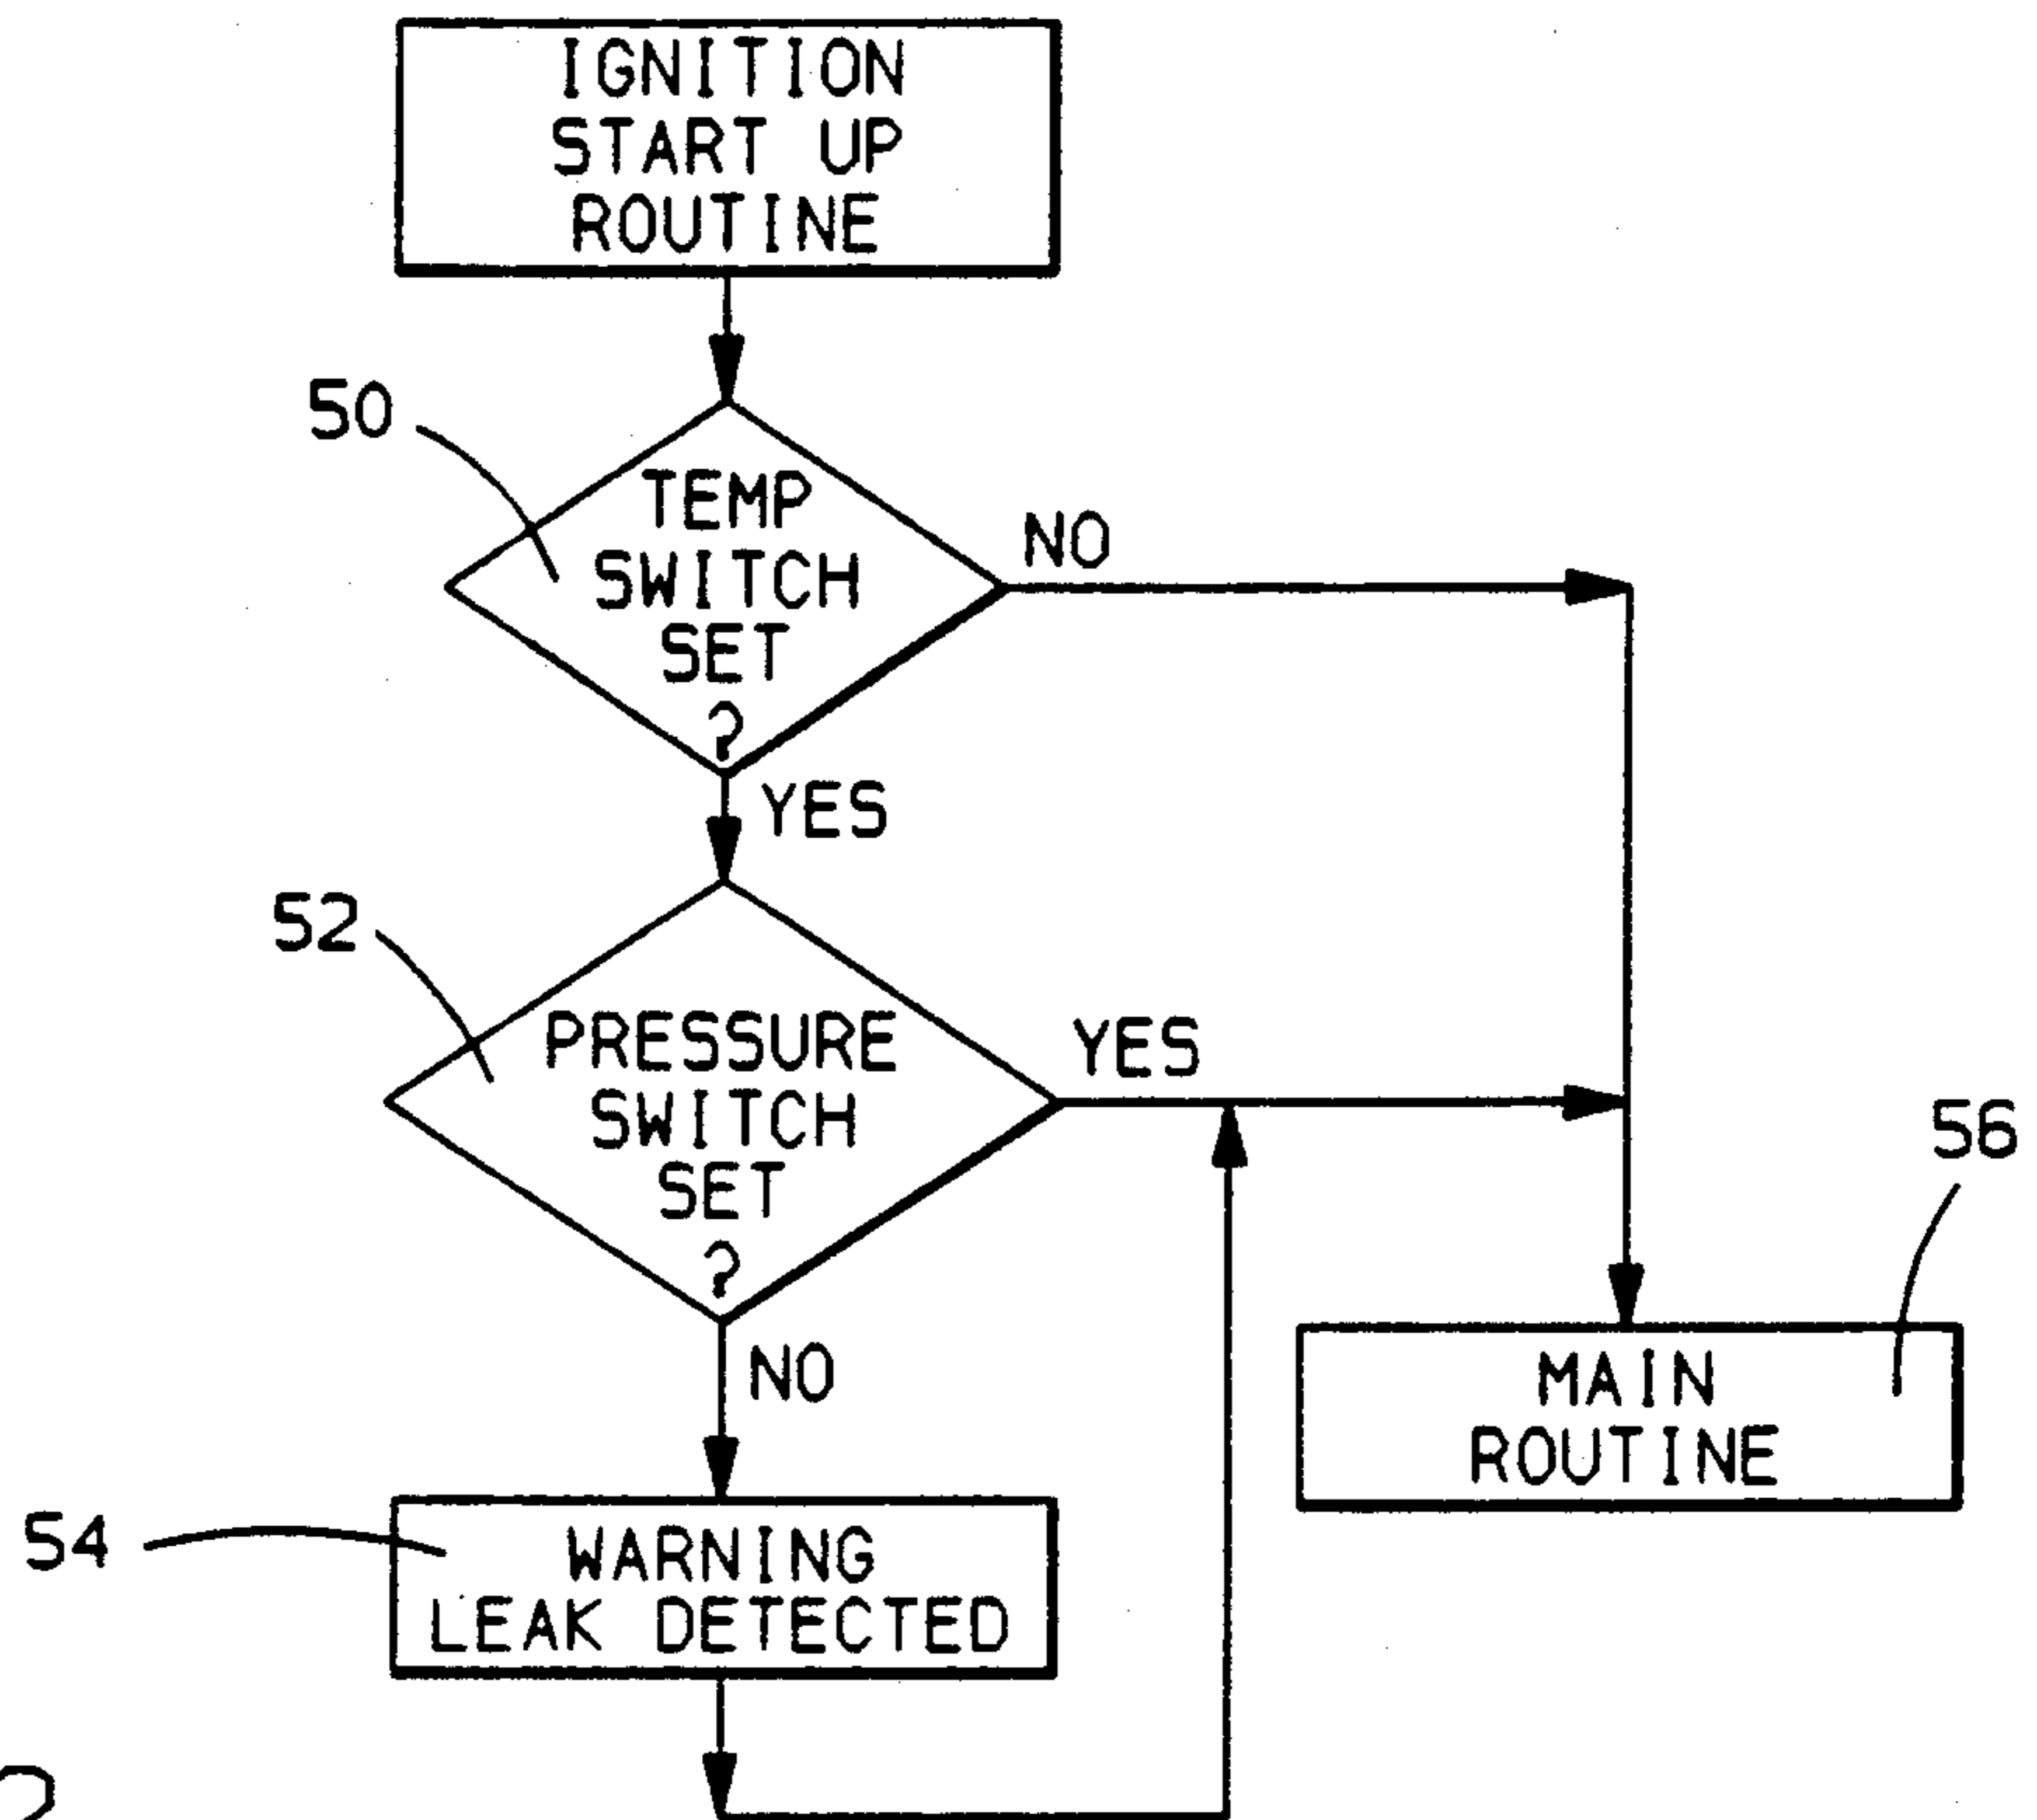 IGNITION
START UP
ROUTINE
50
TEMP
SWITCH
SET
?
NO
YES
52
PRESSURE
SWITCH
SET
?
YES
56
NO
MAIN
ROUTINE
54
WARNING
LEAK DETECTED
2